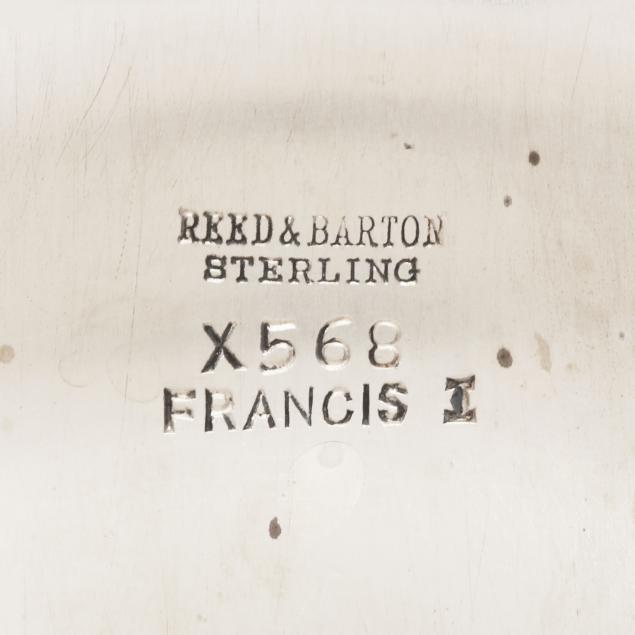 REED & BARTON
STERLING
X568
FRANCIS I